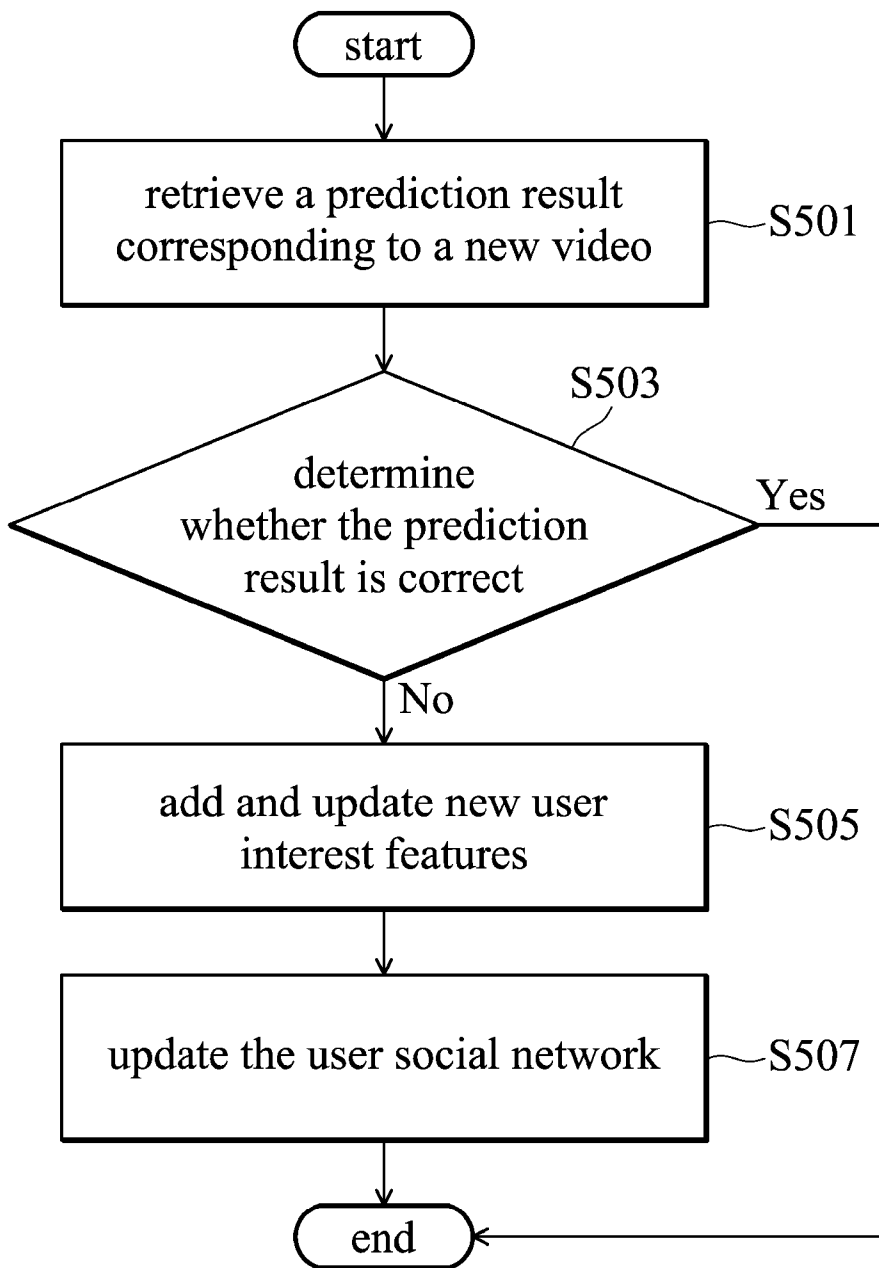 start
retrieve a prediction result
corresponding to a new video
S501
S503
determine
whether the prediction
result is correct
Yes
No
add and update new user
interest features
S505
update the user social network
S507
end